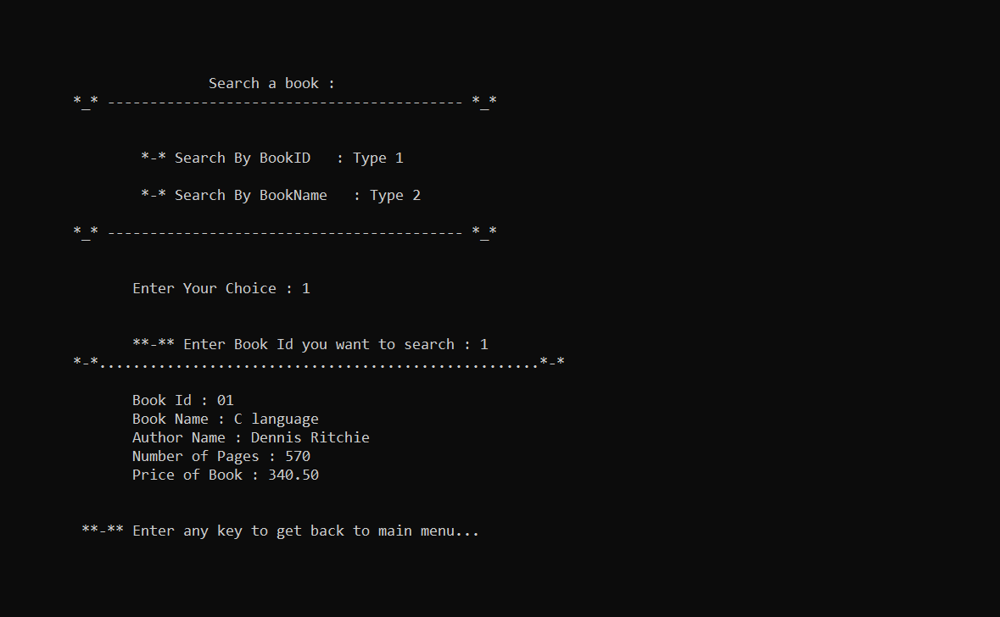 Search a book :
*_* ------------------------------------------ *_*
*-* Search By BookID   : Type 1
*-* Search By BookName   : Type 2
*_* ------------------------------------------ *_*
Enter Your Choice : 1
**-** Enter Book Id you want to search : 1
*-*....................................................*-*
Book Id : 01
Book Name : C language
Author Name : Dennis Ritchie
Number of Pages : 570
Price of Book : 340.50
**-** Enter any key to get back to main menu...